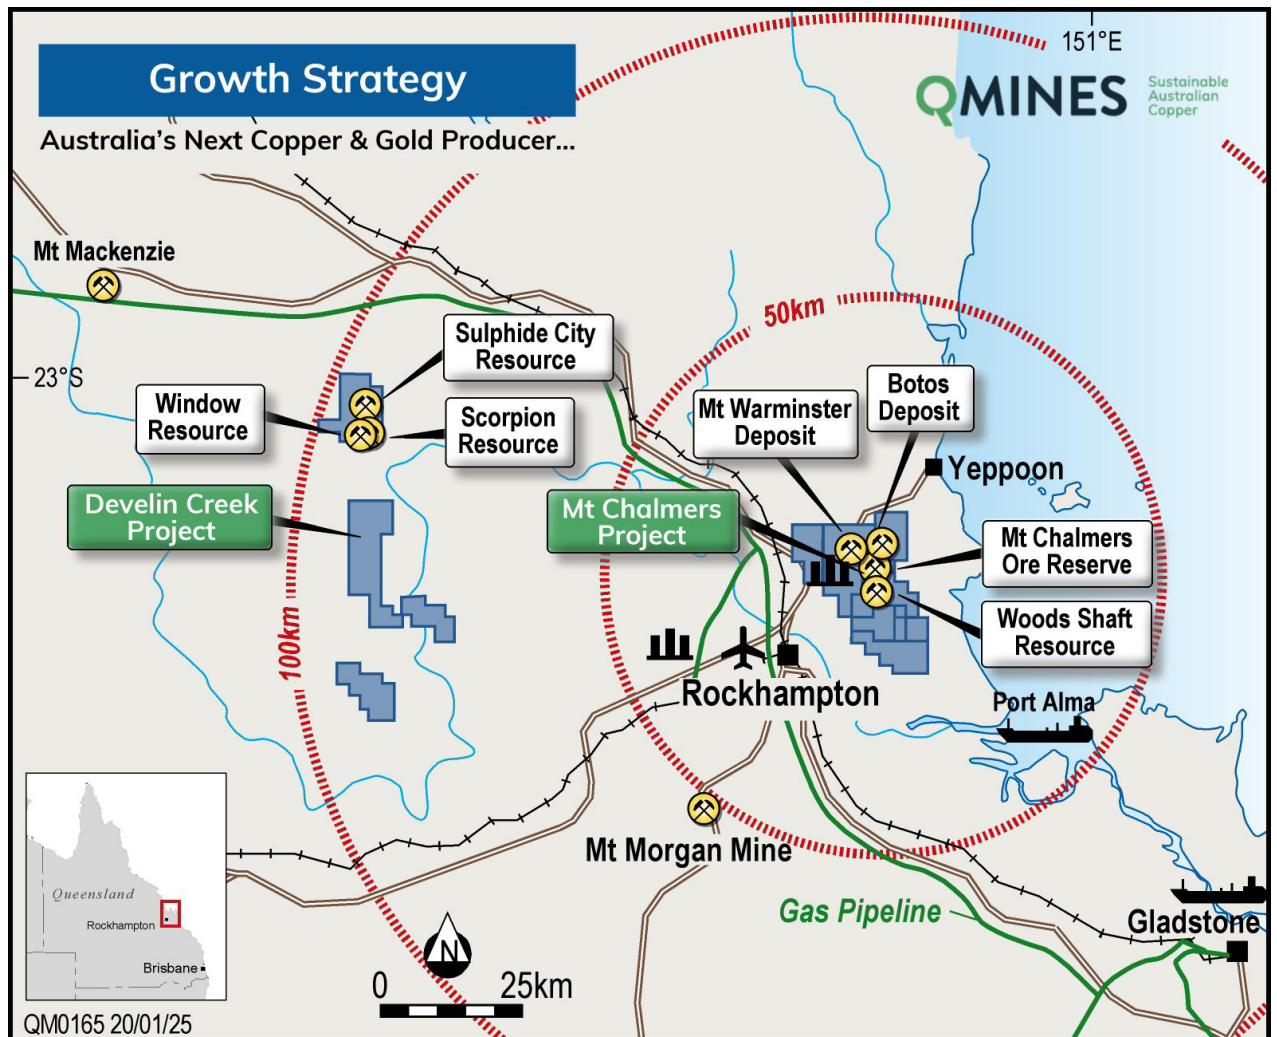 Growth Strategy
Australia's Next Copper & Gold Producer...
151°E
QMINES
Sustainable
Australian
Copper
Mt Mackenzie
50km
Sulphide City
Resource
23°S
Window
Resource
Scorpion
Resource
Mt Warminster
Deposit
Botos
Deposit
Yeppoon
Develin Creek
Project
Mt Chalmers
Project
Mt Chalmers
Ore Reserve
Woods Shaft
Resource
100km
Rockhampton
Port Alma
Mt Morgan Mine
Gas Pipeline
Gladstone
Queensland
Rockhampton
Brisbane
N
0 25km
QM0165 20/01/25